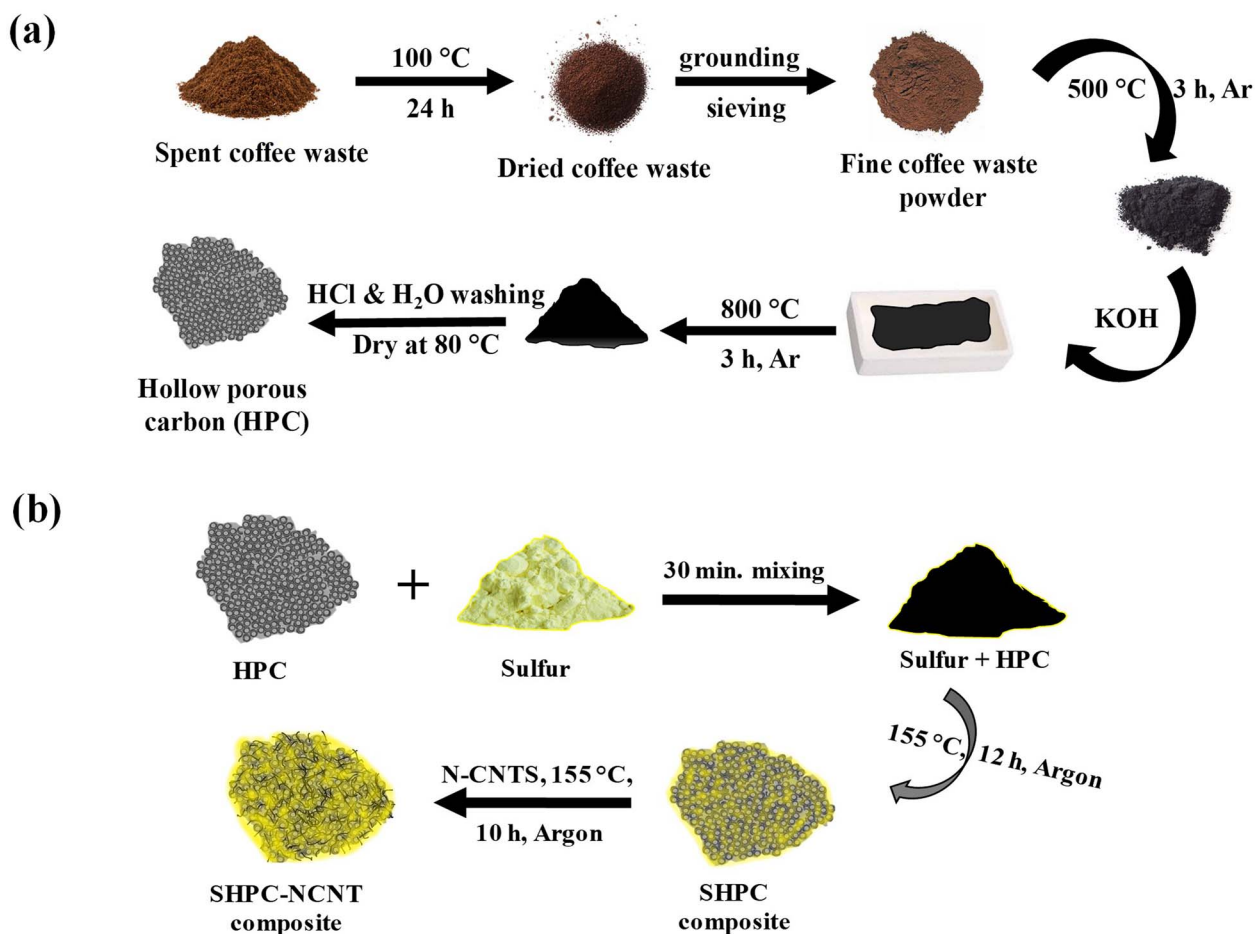 (a)
100 °C
24 h
grounding
sieving
500 °C
3 h, Ar
Spent coffee waste
Dried coffee waste
Fine coffee waste
powder
KOH
800 °C
3 h, Ar
HCl & H₂O washing
Dry at 80 °C
Hollow porous
carbon (HPC)
(b)
HPC
+
Sulfur
30 min. mixing
Sulfur + HPC
155 °C, 12 h, Argon
SHPC
composite
N-CNTS, 155 °C,
10 h, Argon
SHPC-NCNT
composite